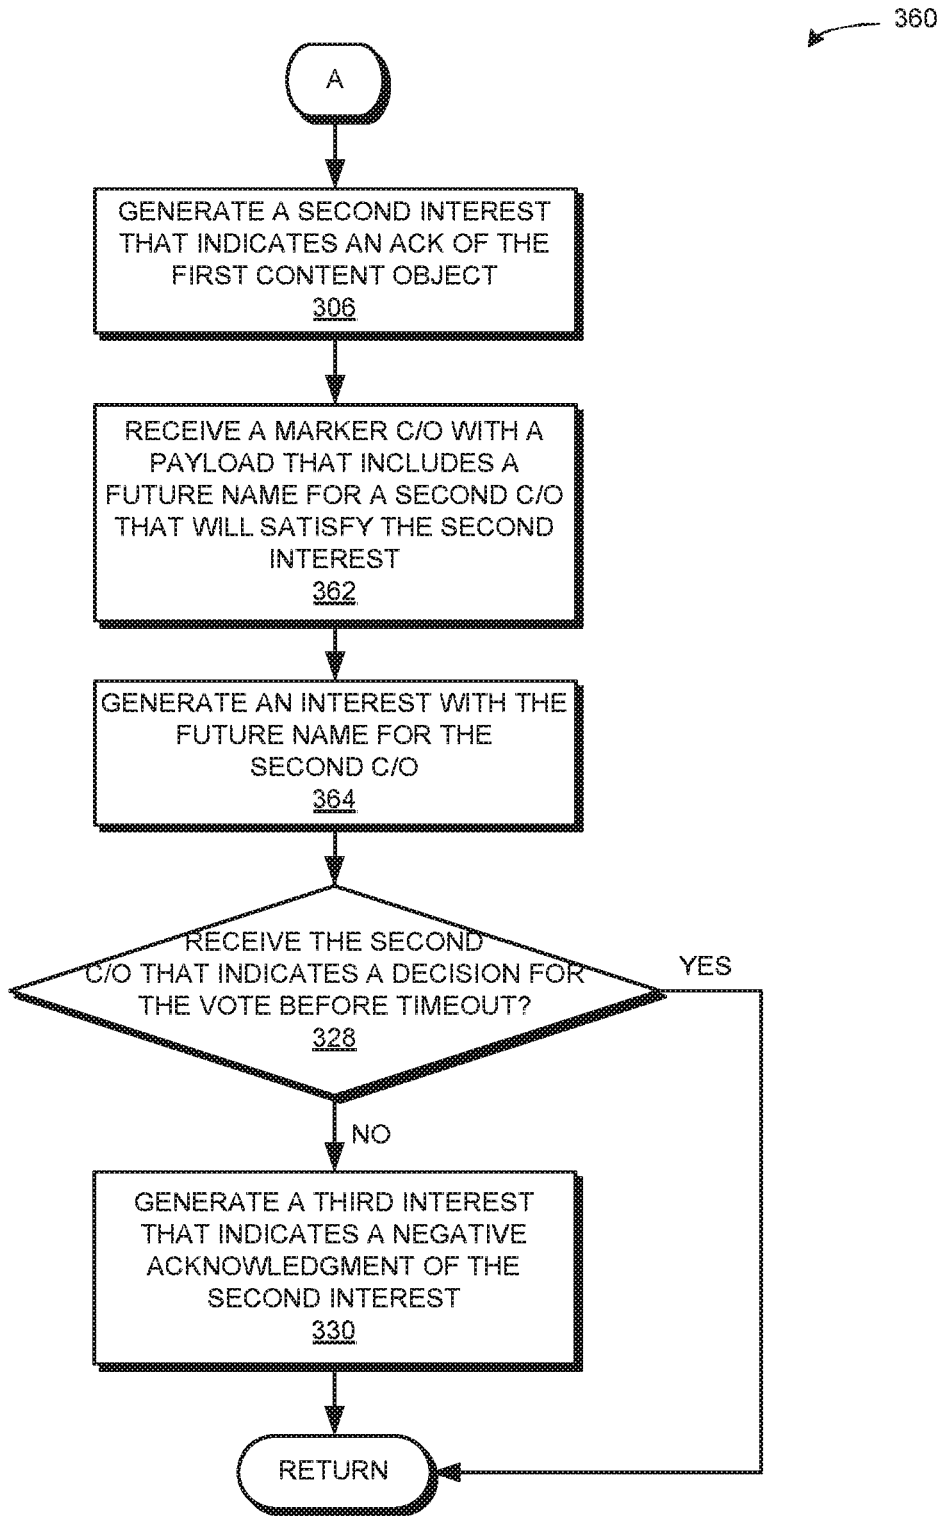 360
A
GENERATE A SECOND INTEREST
THAT INDICATES AN ACK OF THE
FIRST CONTENT OBJECT
306
RECEIVE A MARKER C/O WITH A
PAYLOAD THAT INCLUDES A
FUTURE NAME FOR A SECOND C/O
THAT WILL SATISFY THE SECOND
INTEREST
362
GENERATE AN INTEREST WITH THE
FUTURE NAME FOR THE
SECOND C/O
364
RECEIVE THE SECOND
C/O THAT INDICATES A DECISION FOR
THE VOTE BEFORE TIMEOUT?
328
YES
NO
GENERATE A THIRD INTEREST
THAT INDICATES A NEGATIVE
ACKNOWLEDGMENT OF THE
SECOND INTEREST
330
RETURN